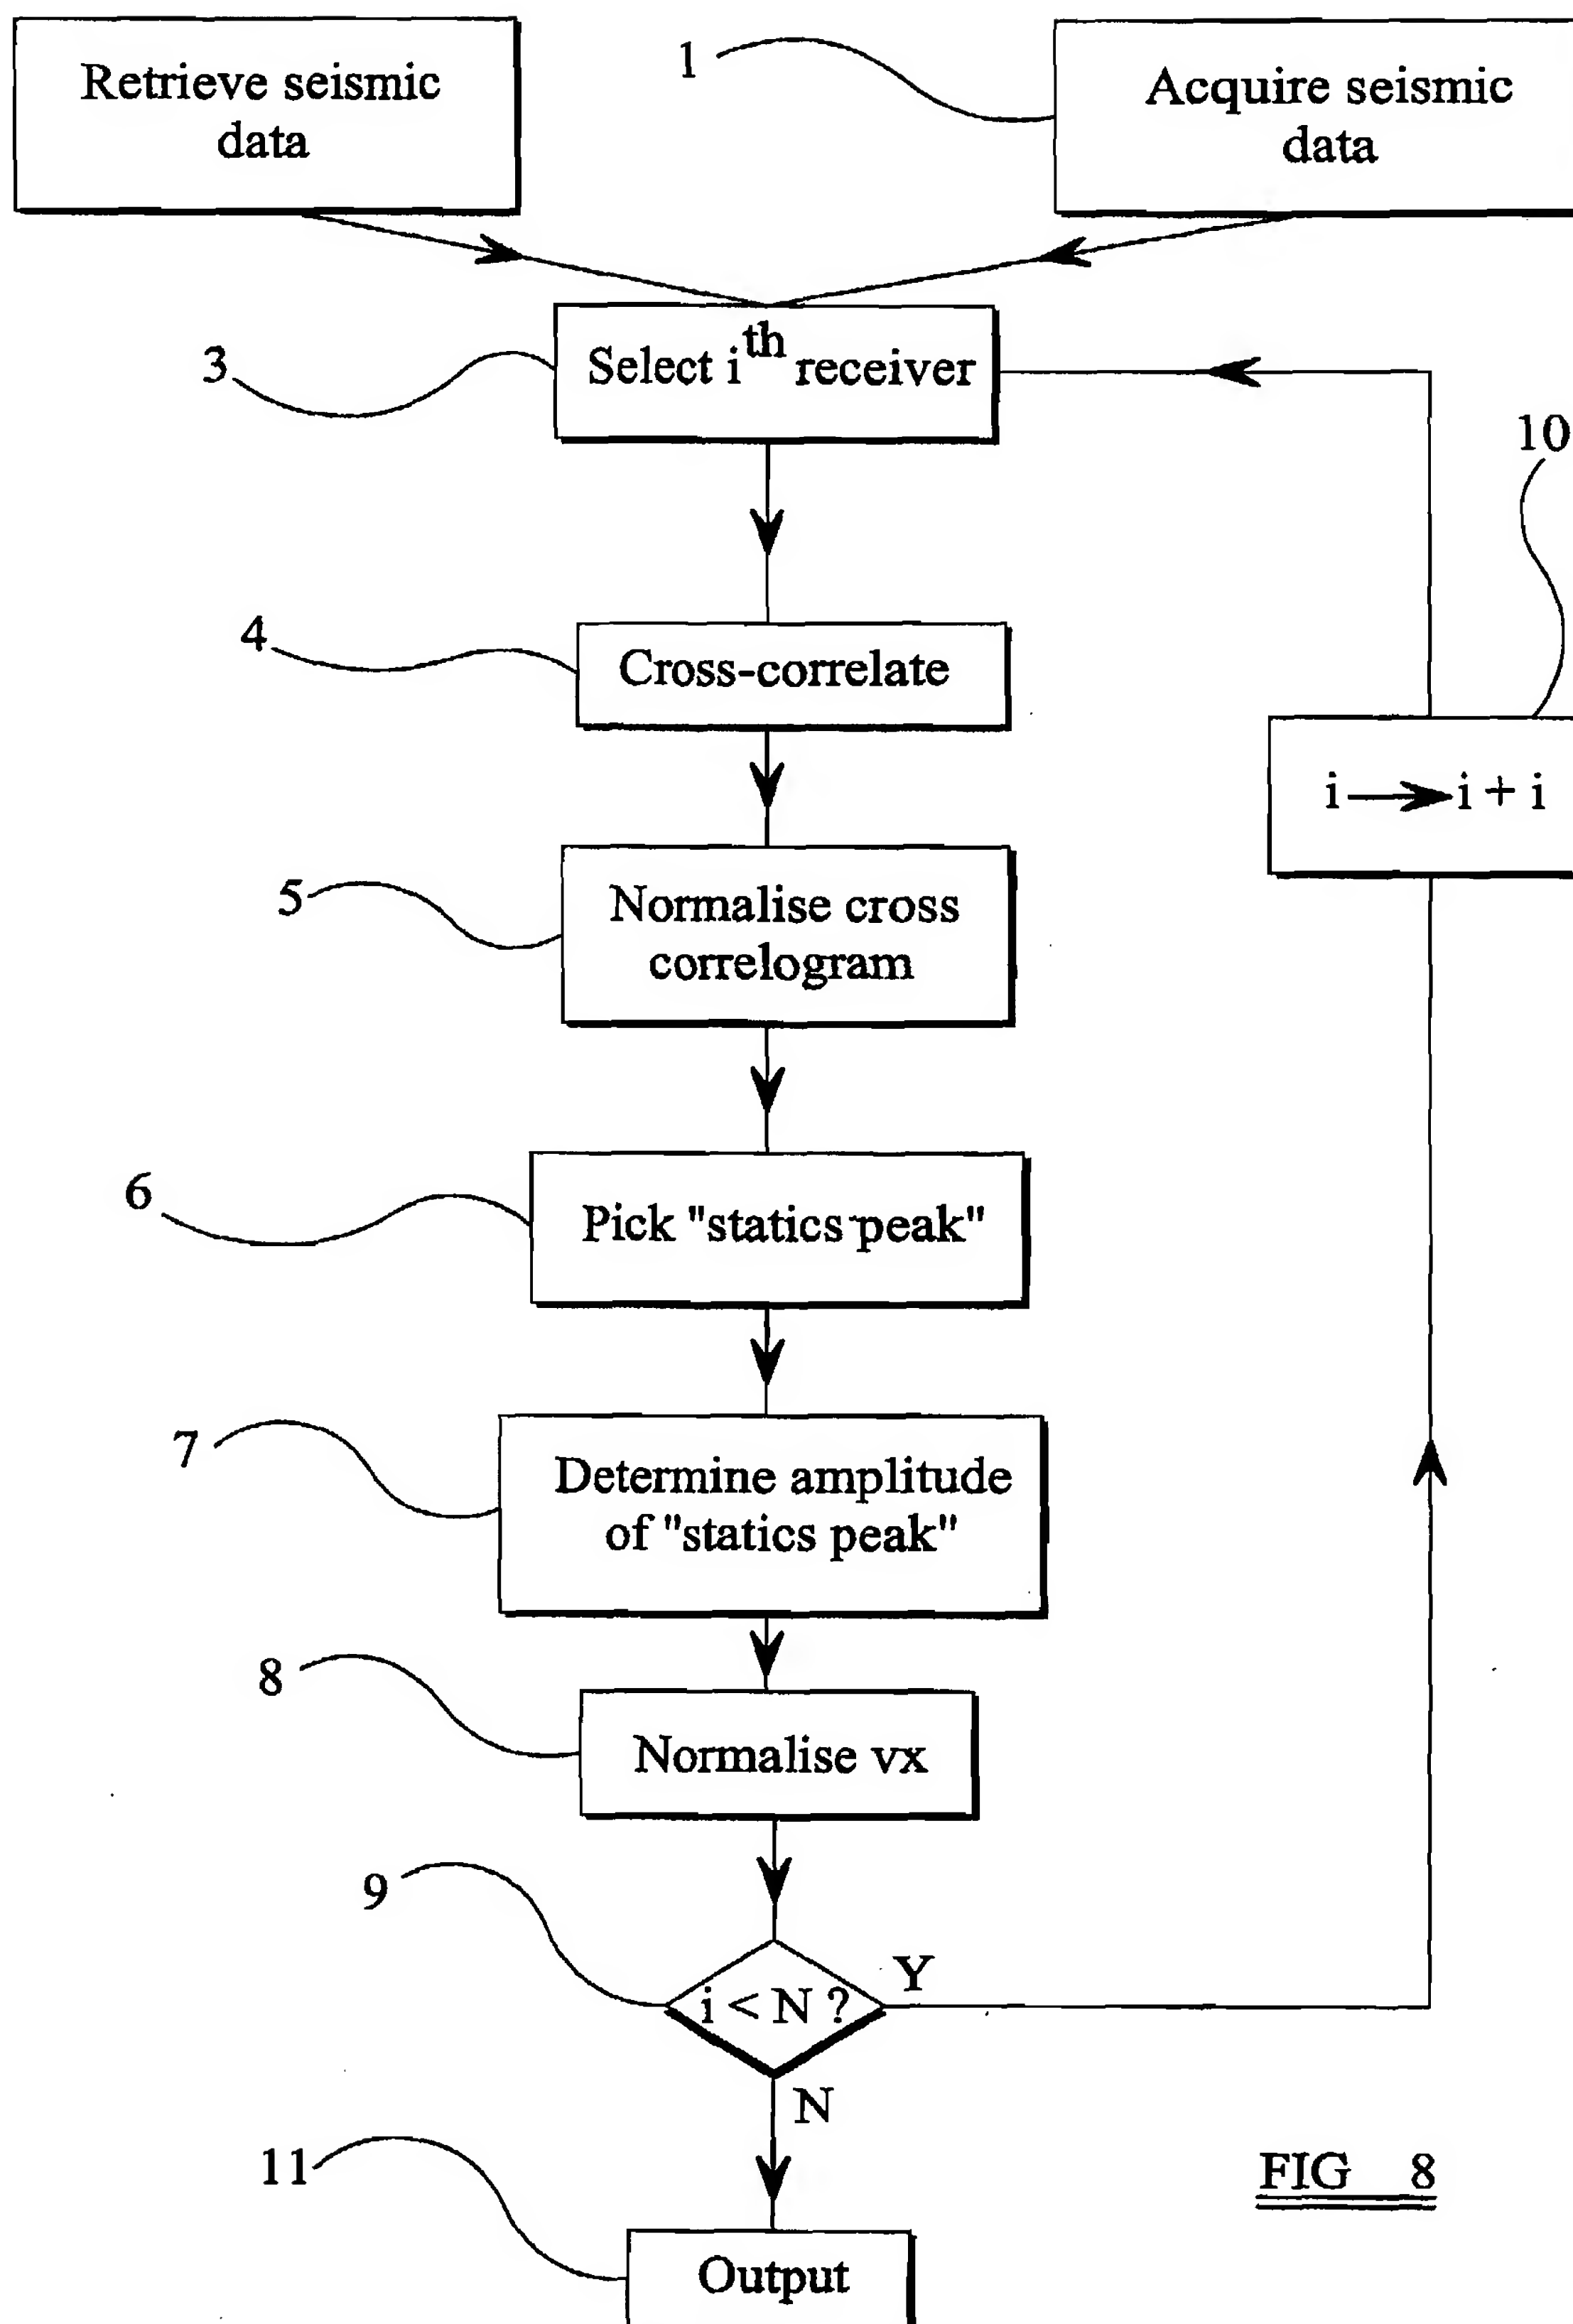 Retrieve seismic
data
1
Acquire seismic
data
3
Select i^th receiver
10
4
Cross-correlate
i → i + i
5
Normalise cross
correlogram
6
Pick "statics peak"
7
Determine amplitude
of "statics peak"
8
Normalise vx
9
i < N ?
Y
N
11
Output
FIG 8